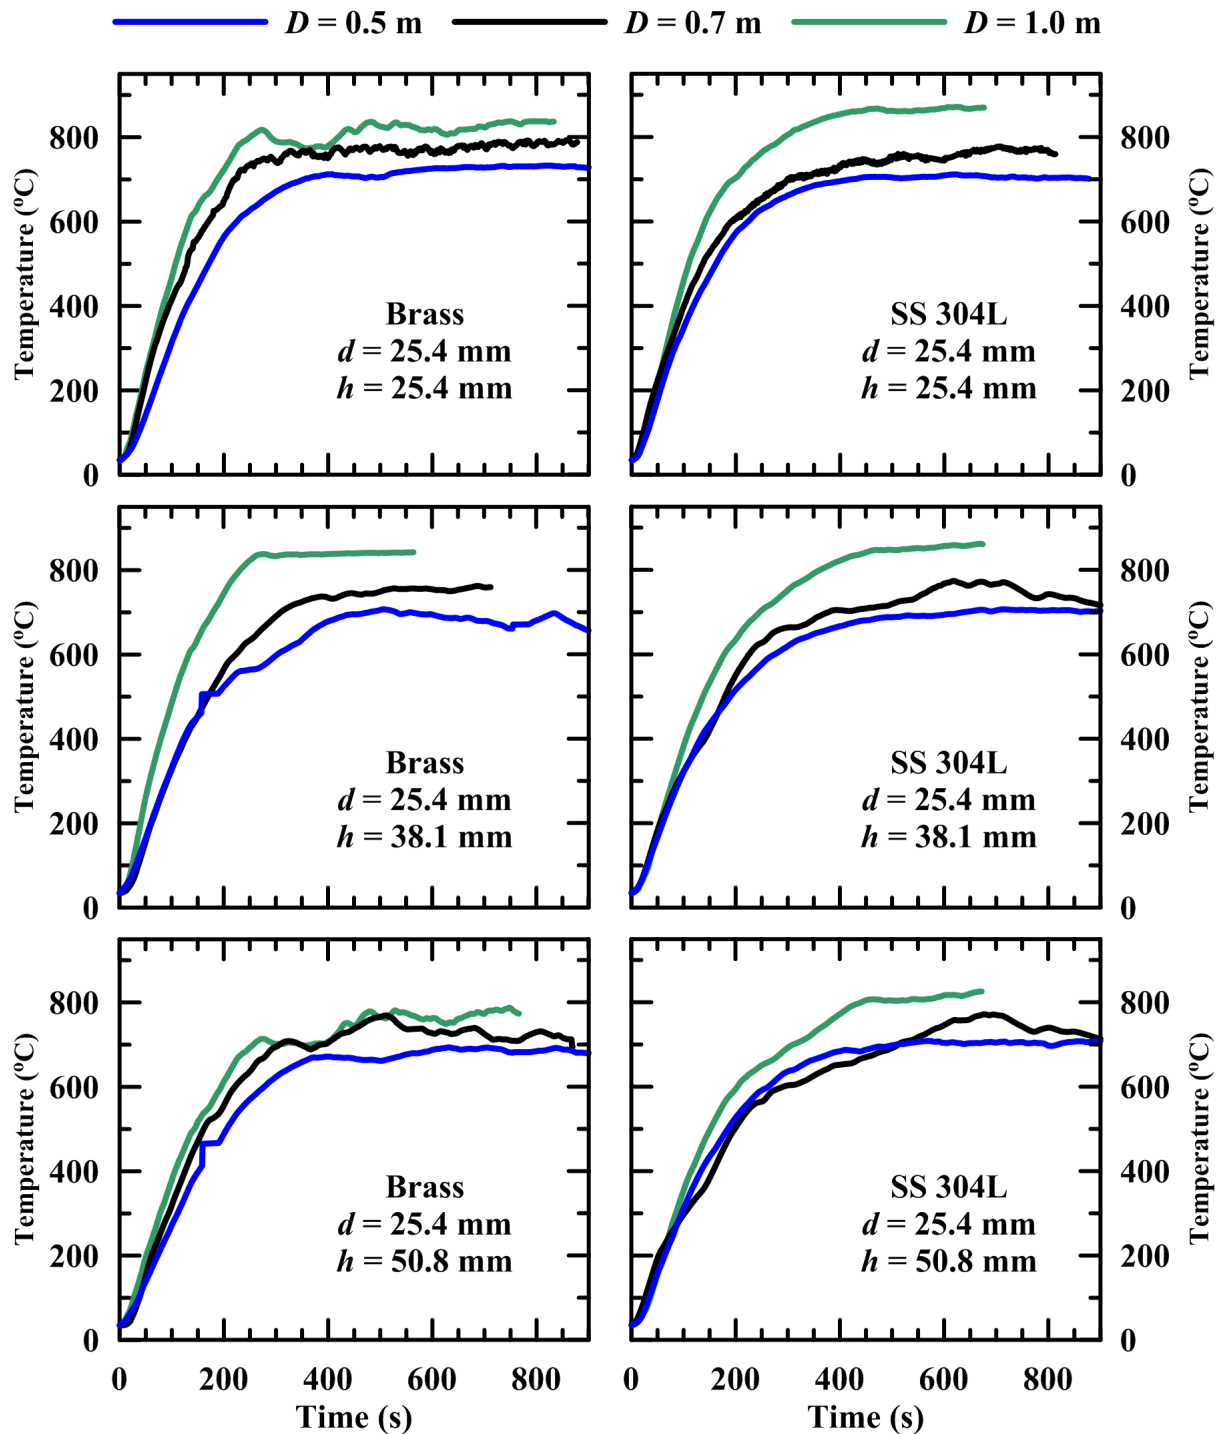 D = 0.5 m D = 0.7 m D = 1.0 m
Temperature (ºC)
800
600
400
200
0
Brass
d = 25.4 mm
h = 25.4 mm
SS 304L
d = 25.4 mm
h = 25.4 mm
800
600
400
200
0
Temperature (ºC)
Temperature (ºC)
800
600
400
200
0
Brass
d = 25.4 mm
h = 38.1 mm
SS 304L
d = 25.4 mm
h = 38.1 mm
800
600
400
200
0
Temperature (ºC)
Temperature (ºC)
800
600
400
200
0
Brass
d = 25.4 mm
h = 50.8 mm
SS 304L
d = 25.4 mm
h = 50.8 mm
800
600
400
200
0
Temperature (ºC)
0 200 400 600 800
0 200 400 600 800
Time (s)
Time (s)